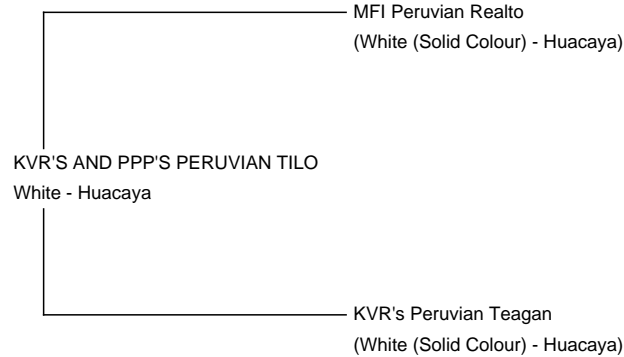 MFI Peruvian Realto
(White (Solid Colour) - Huacaya)
KVR'S AND PPP'S PERUVIAN TILO
White - Huacaya
KVR's Peruvian Teagan
(White (Solid Colour) - Huacaya)